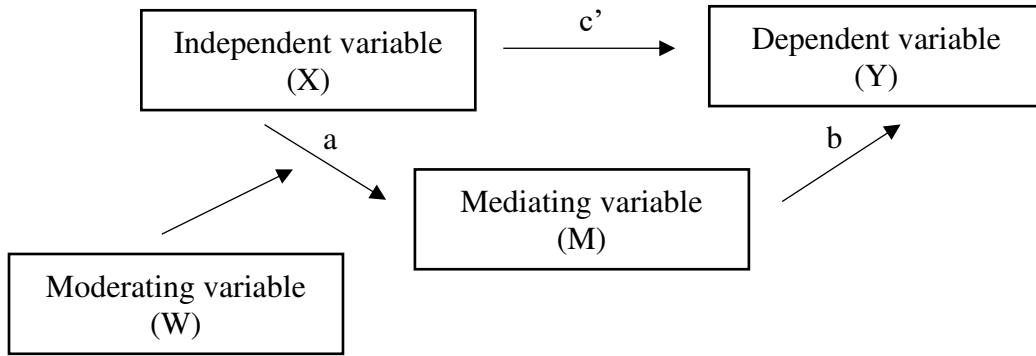 c’
Independent variable
(X)
Dependent variable
(Y)
a
b
Mediating variable
(M)
Moderating variable
(W)